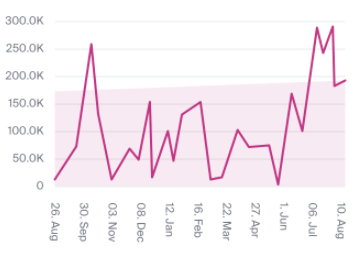 300.0K
250.0K
200.0K
150.0K
100.0K
50.0K
0
26. Aug
30. Sep
03. Nov
08. Dec
12. Jan
16. Feb
22. Mar
27. Apr
1. Jun
06. Jul
10. Aug